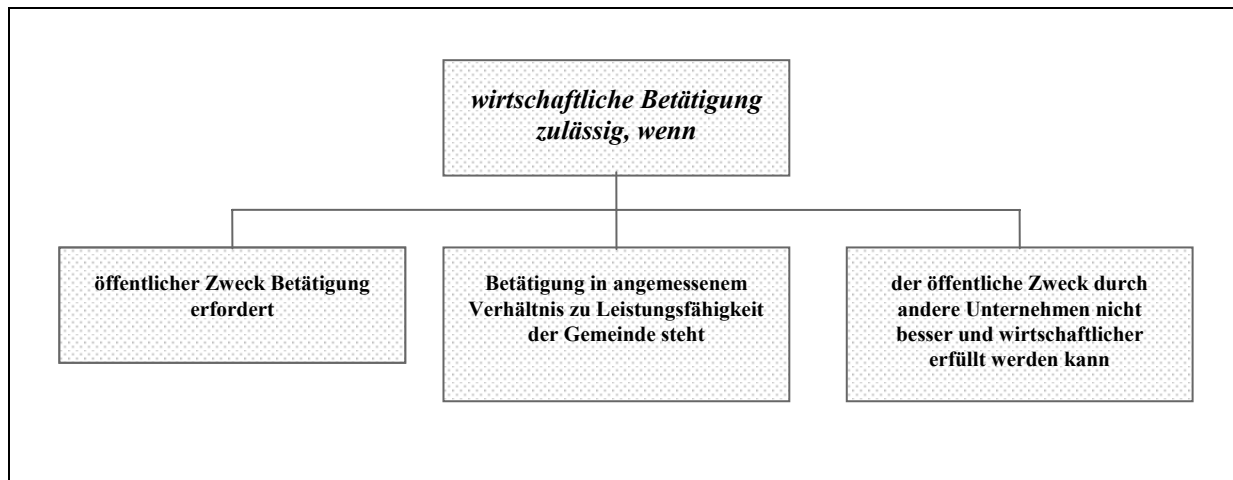 wirtschaftliche Betätigung
zulässig, wenn
öffentlicher Zweck Betätigung
erfordert
Betätigung in angemessenem
Verhältnis zu Leistungsfähigkeit
der Gemeinde steht
der öffentliche Zweck durch
andere Unternehmen nicht
besser und wirtschaftlicher
erfüllt werden kann